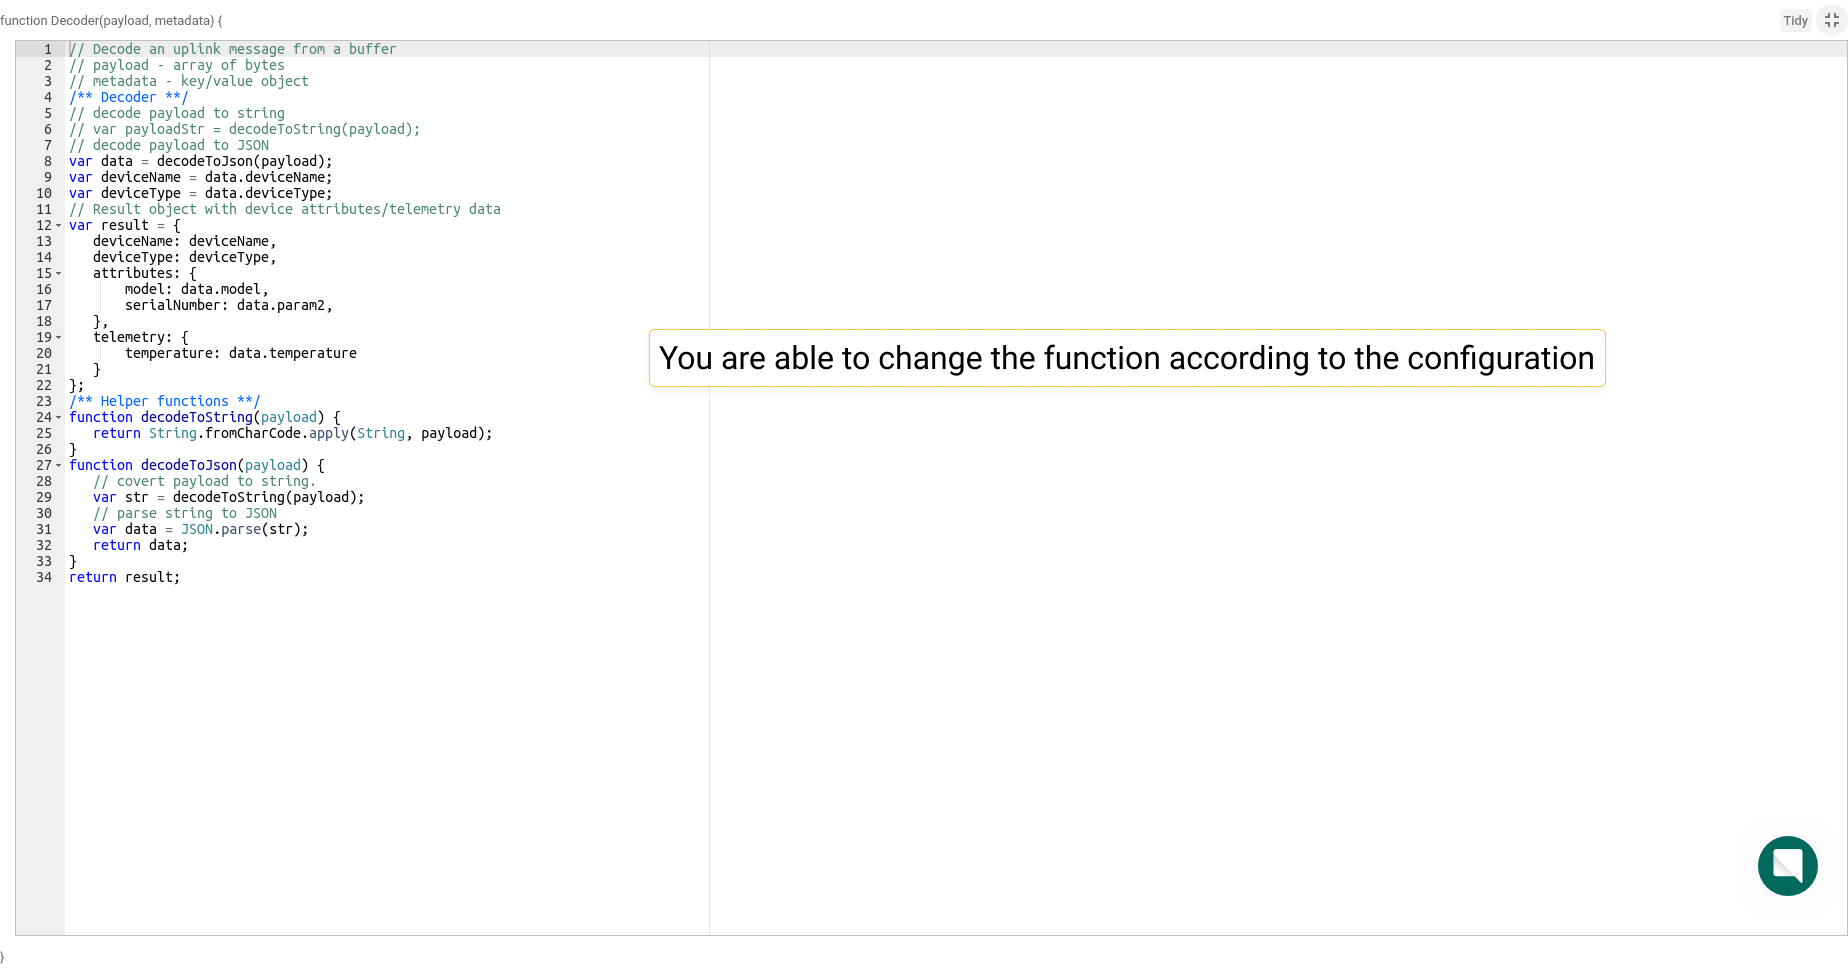 function Decoder(payload, metadata) {
Tidy
1 // Decode an uplink message from a buffer
2 // payload - array of bytes
3 // metadata - key/value object
4 /** Decoder **/
5 // decode payload to string
6 // var payloadStr = decodeToString(payload);
7 // decode payload to JSON
8 var data = decodeToJson(payload);
9 var deviceName = data.deviceName;
10 var deviceType = data.deviceType;
11 // Result object with device attributes/telemetry data
12 var result = {
13    deviceName: deviceName,
14    deviceType: deviceType,
15    attributes: {
16        model: data.model,
17        serialNumber: data.param2,
18    },
19    telemetry: {
20        temperature: data.temperature
21    }
22 };
23 /** Helper functions **/
24 function decodeToString(payload) {
25    return String.fromCharCode.apply(String, payload);
26 }
27 function decodeToJson(payload) {
28    // covert payload to string.
29    var str = decodeToString(payload);
30    // parse string to JSON
31    var data = JSON.parse(str);
32    return data;
33 }
34 return result;
You are able to change the function according to the configuration
}